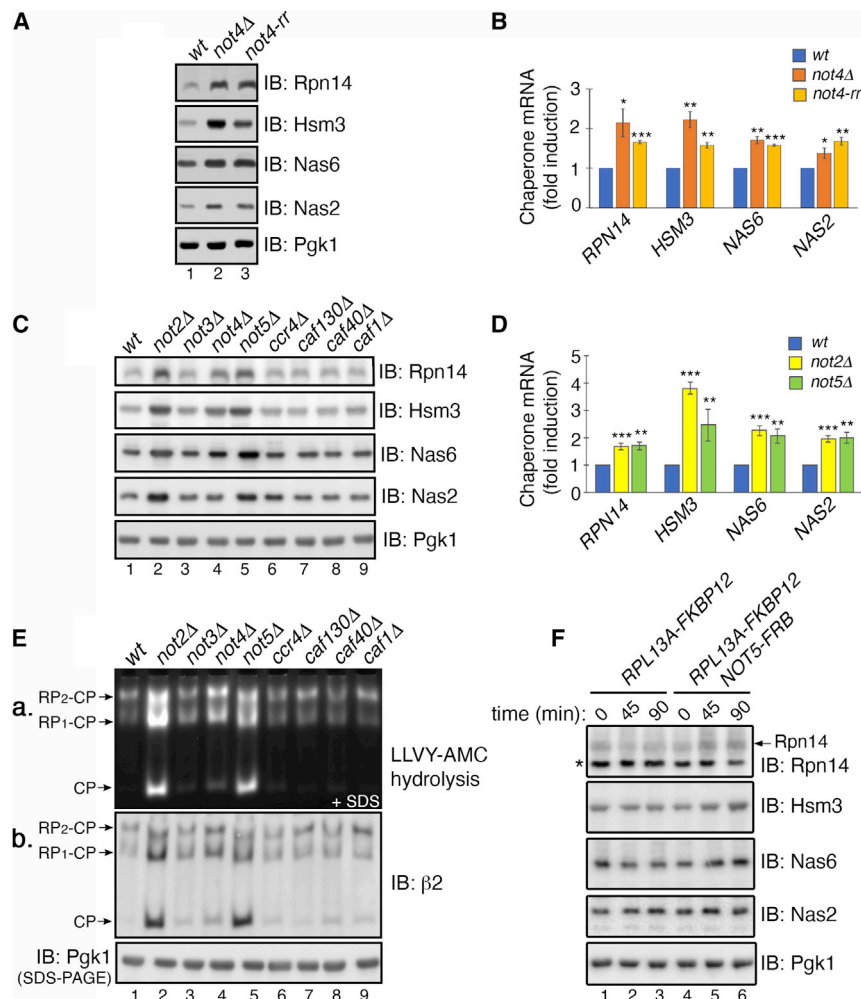 A
wt
not4Δ
not4-rr
IB: Rpn14
IB: Hsm3
IB: Nas6
IB: Nas2
IB: Pgk1
1 2 3
B
wt
not4Δ
not4-rr
Chaperone mRNA
(fold induction)
3
2
1
0
* *** ** ** ** *** * **
RPN14 HSM3 NAS6 NAS2
C
wt
not2Δ
not3Δ
not4Δ
not5Δ
ccr4Δ
caf130Δ
caf40Δ
caf1Δ
IB: Rpn14
IB: Hsm3
IB: Nas6
IB: Nas2
IB: Pgk1
1 2 3 4 5 6 7 8 9
D
wt
not2Δ
not5Δ
Chaperone mRNA
(fold induction)
5
4
3
2
1
0
*** ** *** ** *** ** *** **
RPN14 HSM3 NAS6 NAS2
E
wt
not2Δ
not3Δ
not4Δ
not5Δ
ccr4Δ
caf130Δ
caf40Δ
caf1Δ
a.
RP2-CP
RP1-CP
CP
+ SDS
LLVY-AMC
hydrolysis
b.
RP2-CP
RP1-CP
CP
IB: β2
IB: Pgk1
(SDS-PAGE)
1 2 3 4 5 6 7 8 9
F
RPL13A-FKBP12
RPL13A-FKBP12
NOT5-FRB
time (min): 0 45 90 0 45 90
Rpn14
* IB: Rpn14
IB: Hsm3
IB: Nas6
IB: Nas2
IB: Pgk1
1 2 3 4 5 6